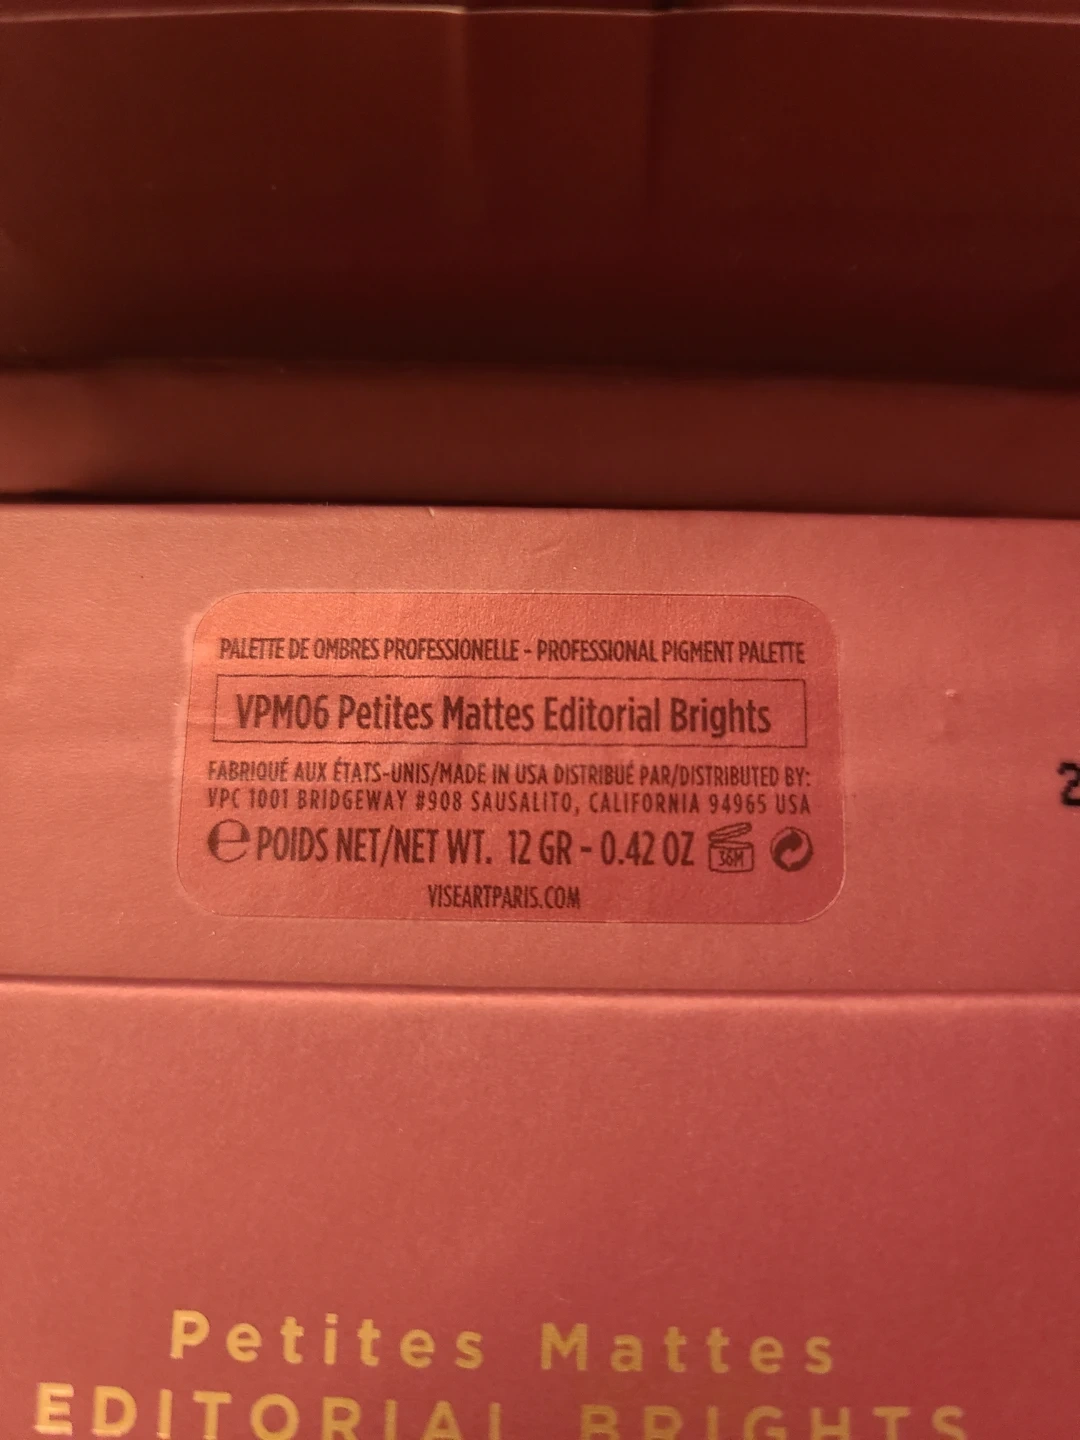 PALETTE DE OMBRES PROFESSIONELLE - PROFESSIONAL PIGMENT PALETTE
VPM06 Petites Mattes Editorial Brights
FABRIQUÉ AUX ÉTATS-UNIS/MADE IN USA DISTRIBUÉ PAR/DISTRIBUTED BY:
VPC 1001 BRIDGEWAY #908 SAUSALITO, CALIFORNIA 94965 USA
℮ POIDS NET/NET WT. 12 GR - 0.42 OZ 36M
VISEARTPARIS.COM
Petites Mattes
EDITORIAL BRIGHTS